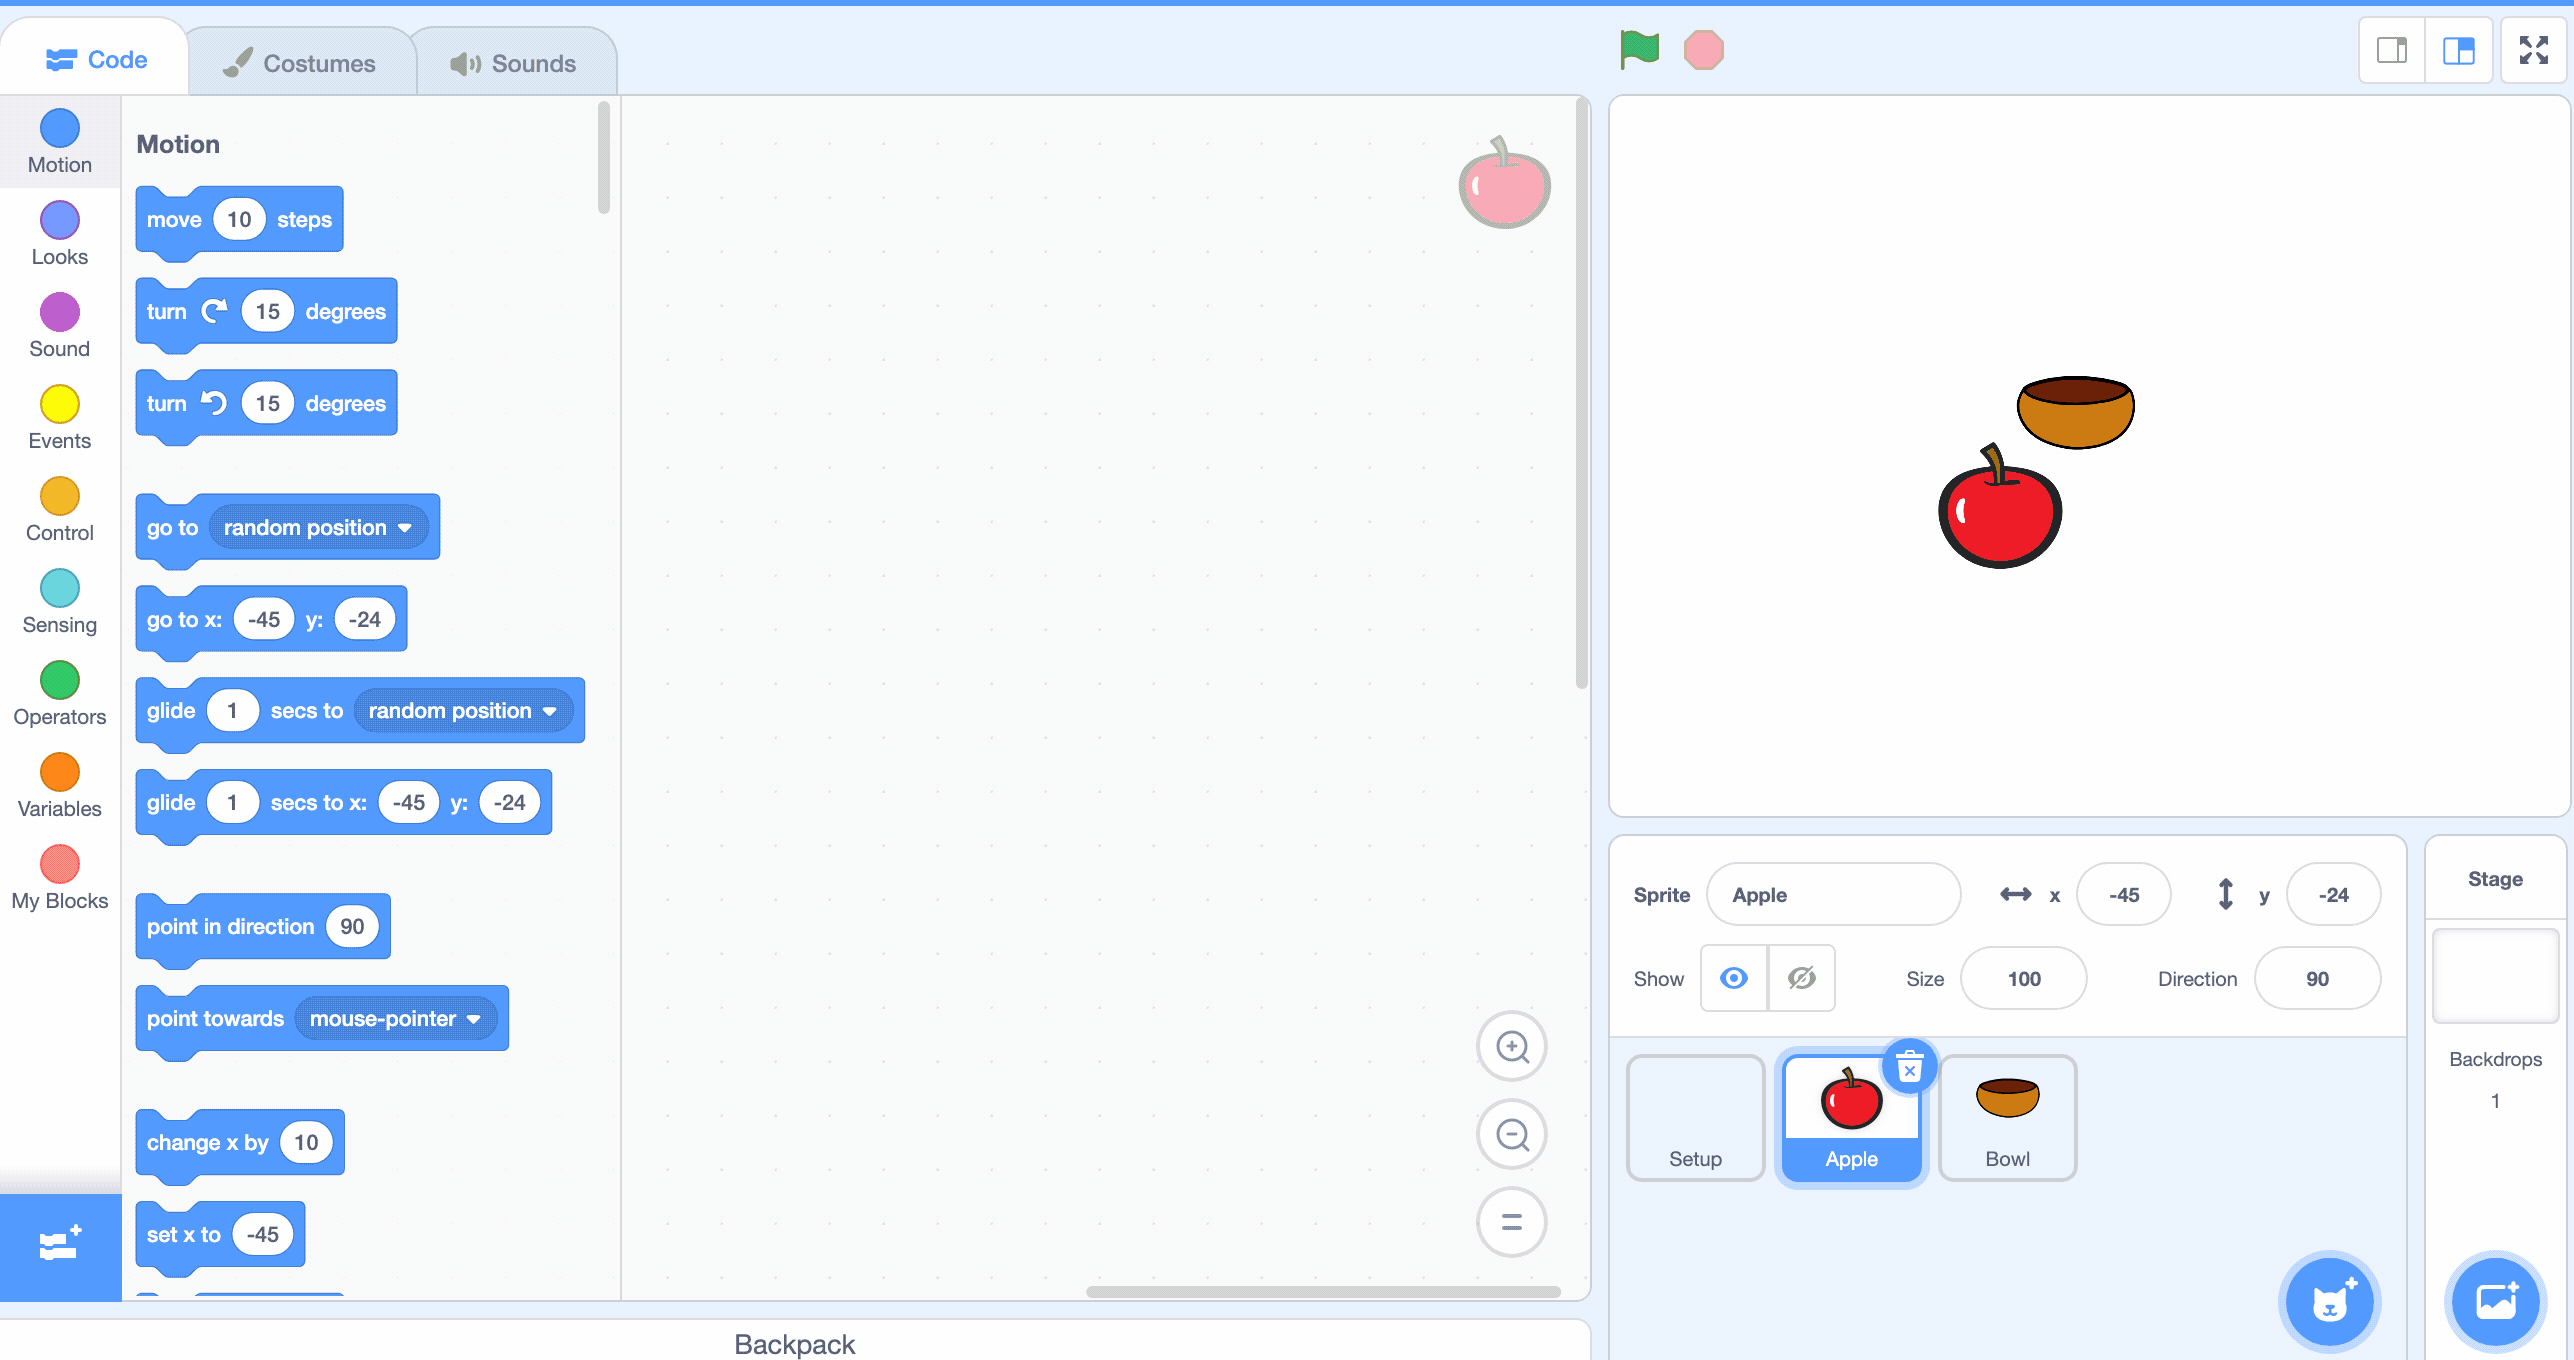 Code
Costumes
Sounds
Motion
Looks
Sound
Events
Control
Sensing
Operators
Variables
My Blocks
Motion
move 10 steps
turn 15 degrees
turn 15 degrees
go to random position
go to x: -45 y: -24
glide 1 secs to random position
glide 1 secs to x: -45 y: -24
point in direction 90
point towards mouse-pointer
change x by 10
set x to -45
Backpack
Sprite Apple x -45 y -24
Show Size 100 Direction 90
Setup
Apple
Bowl
Stage
Backdrops
1